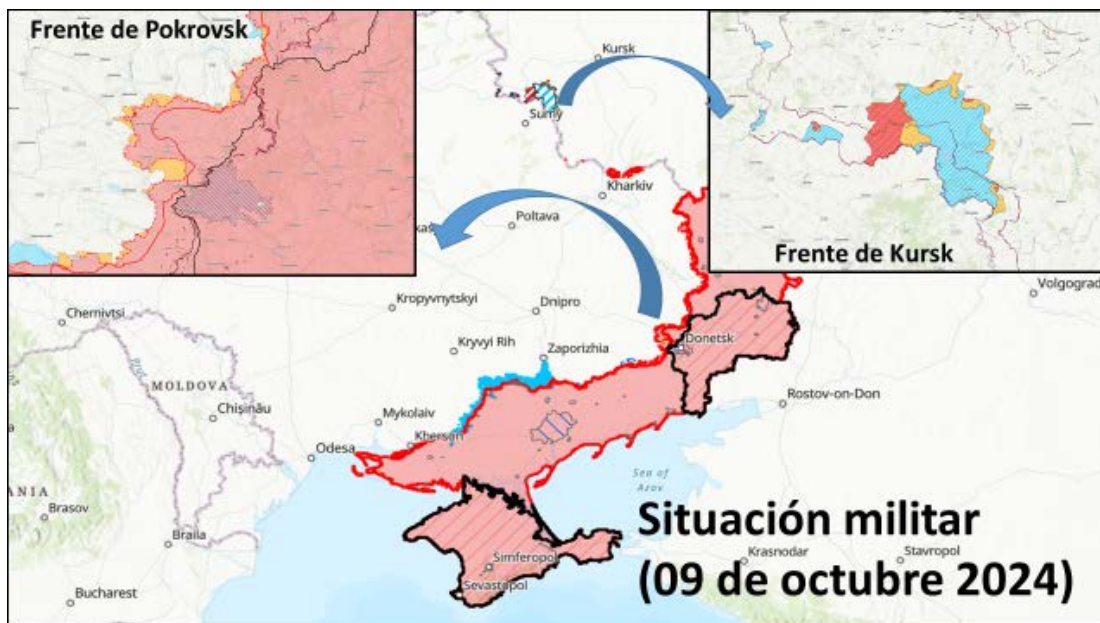 Frente de Pokrovsk
Kursk
Sumy
Frente de Kursk
Kharkiv
Poltava
Volgograd
Chernivtsi
Kropyvnytskyi
Dnipro
Donetsk
Kryvyi Rih
Zaporizhia
MOLDOVA
Chișinău
Rostov-on-Don
Mykolaiv
Kherson
Odesa
Sea of
Azov
ANIA
Brasov
Situación militar
Braila
Simferopol
Krasnodar
Stavropol
Sevastopol
(09 de octubre 2024)
Bucharest